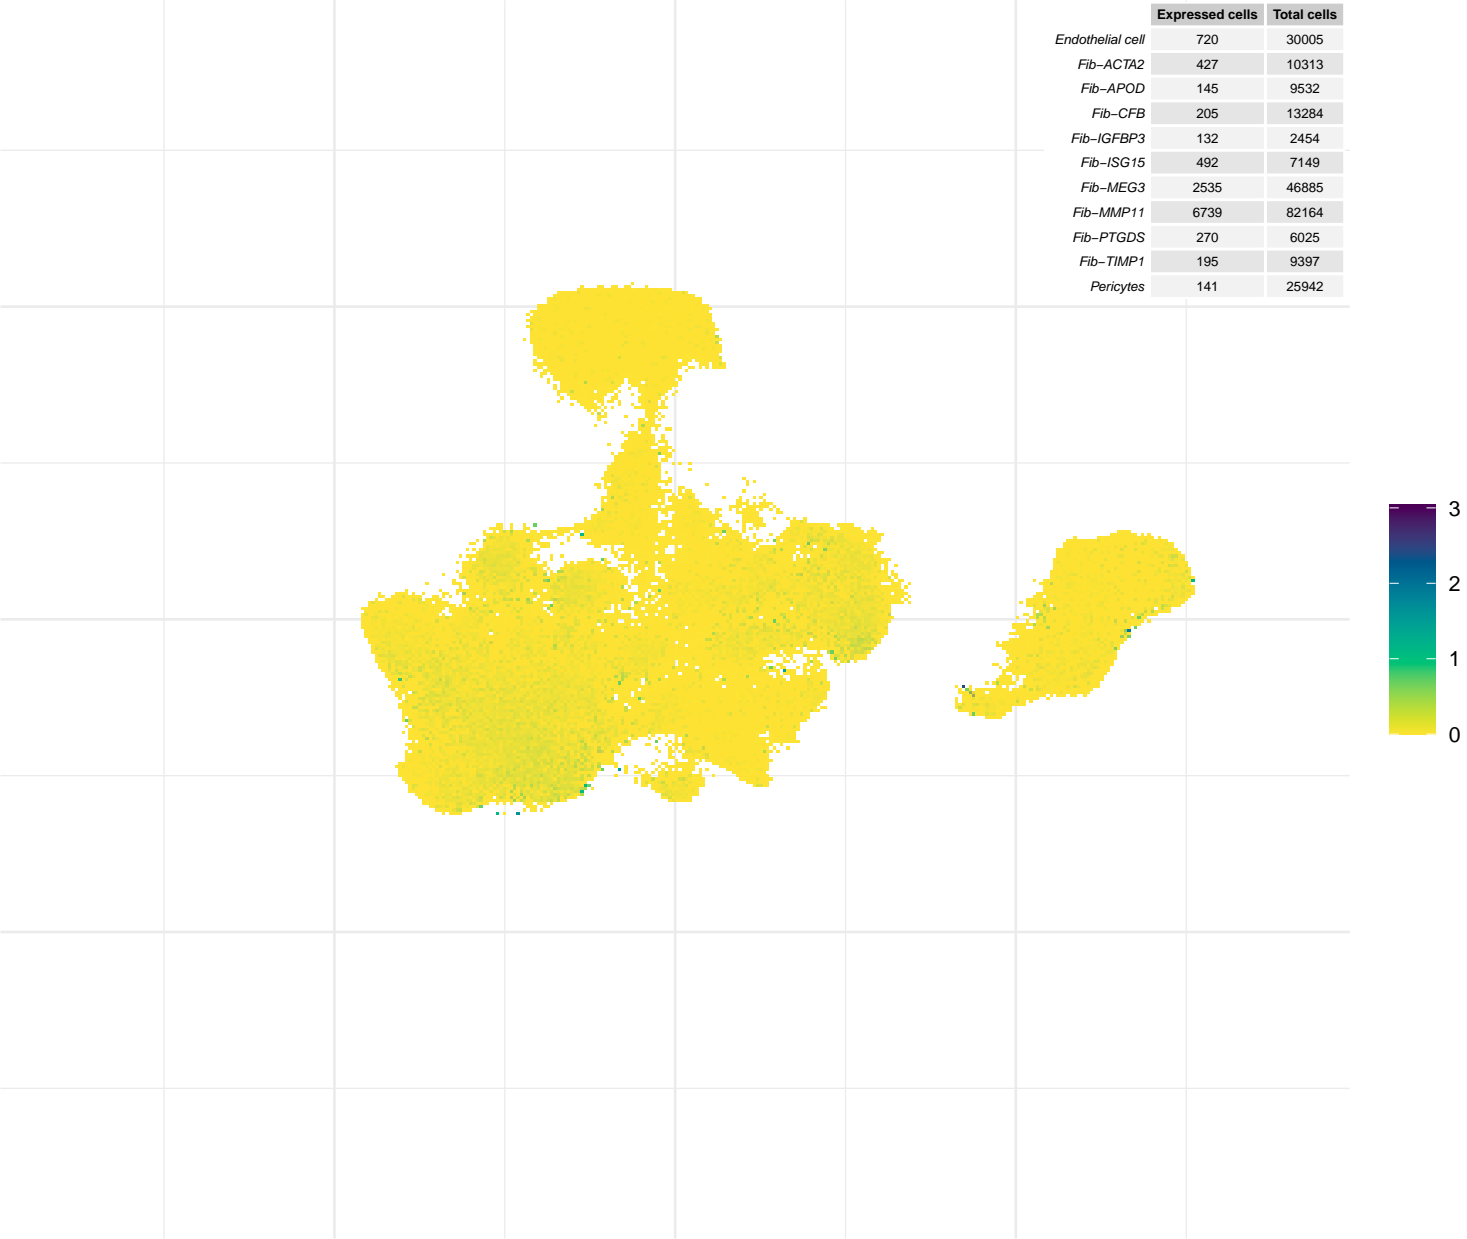 Expressed cells Total cells
Endothelial cell 720 30005
Fib−ACTA2 427 10313
Fib−APOD 145 9532
Fib−CFB 205 13284
Fib−IGFBP3 132 2454
Fib−ISG15 492 7149
Fib−MEG3 2535 46885
Fib−MMP11 6739 82164
Fib−PTGDS 270 6025
Fib−TIMP1 195 9397
Pericytes 141 25942
3
2
1
0